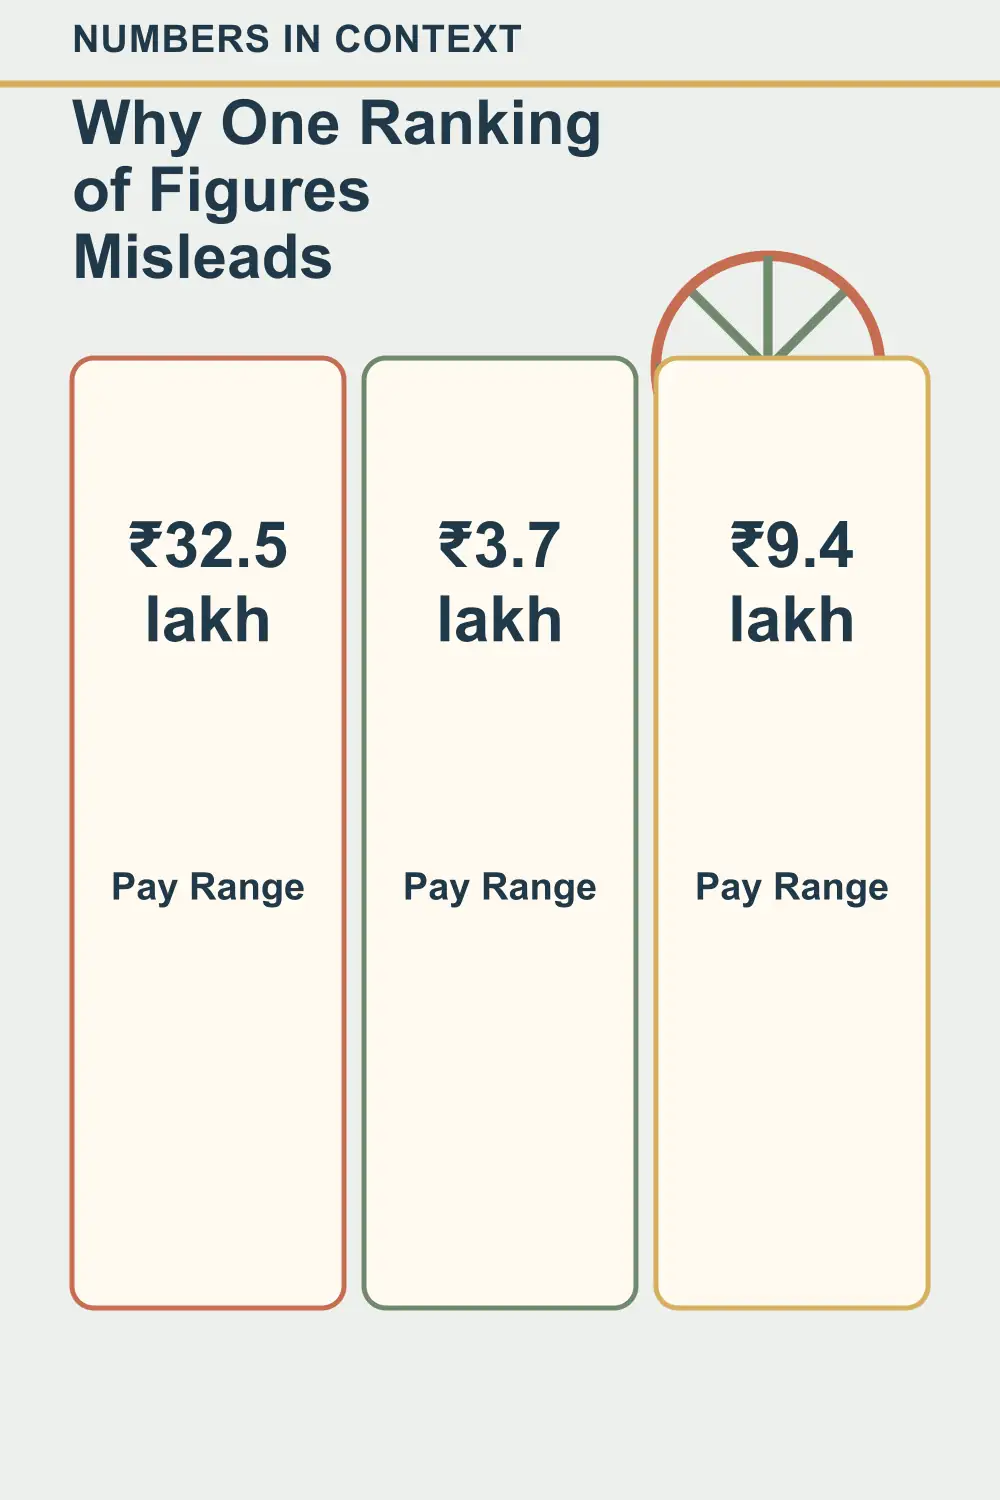 NUMBERS IN CONTEXT
Why One Ranking
of Figures
Misleads
₹32.5
lakh
Pay Range
₹3.7
lakh
Pay Range
₹9.4
lakh
Pay Range